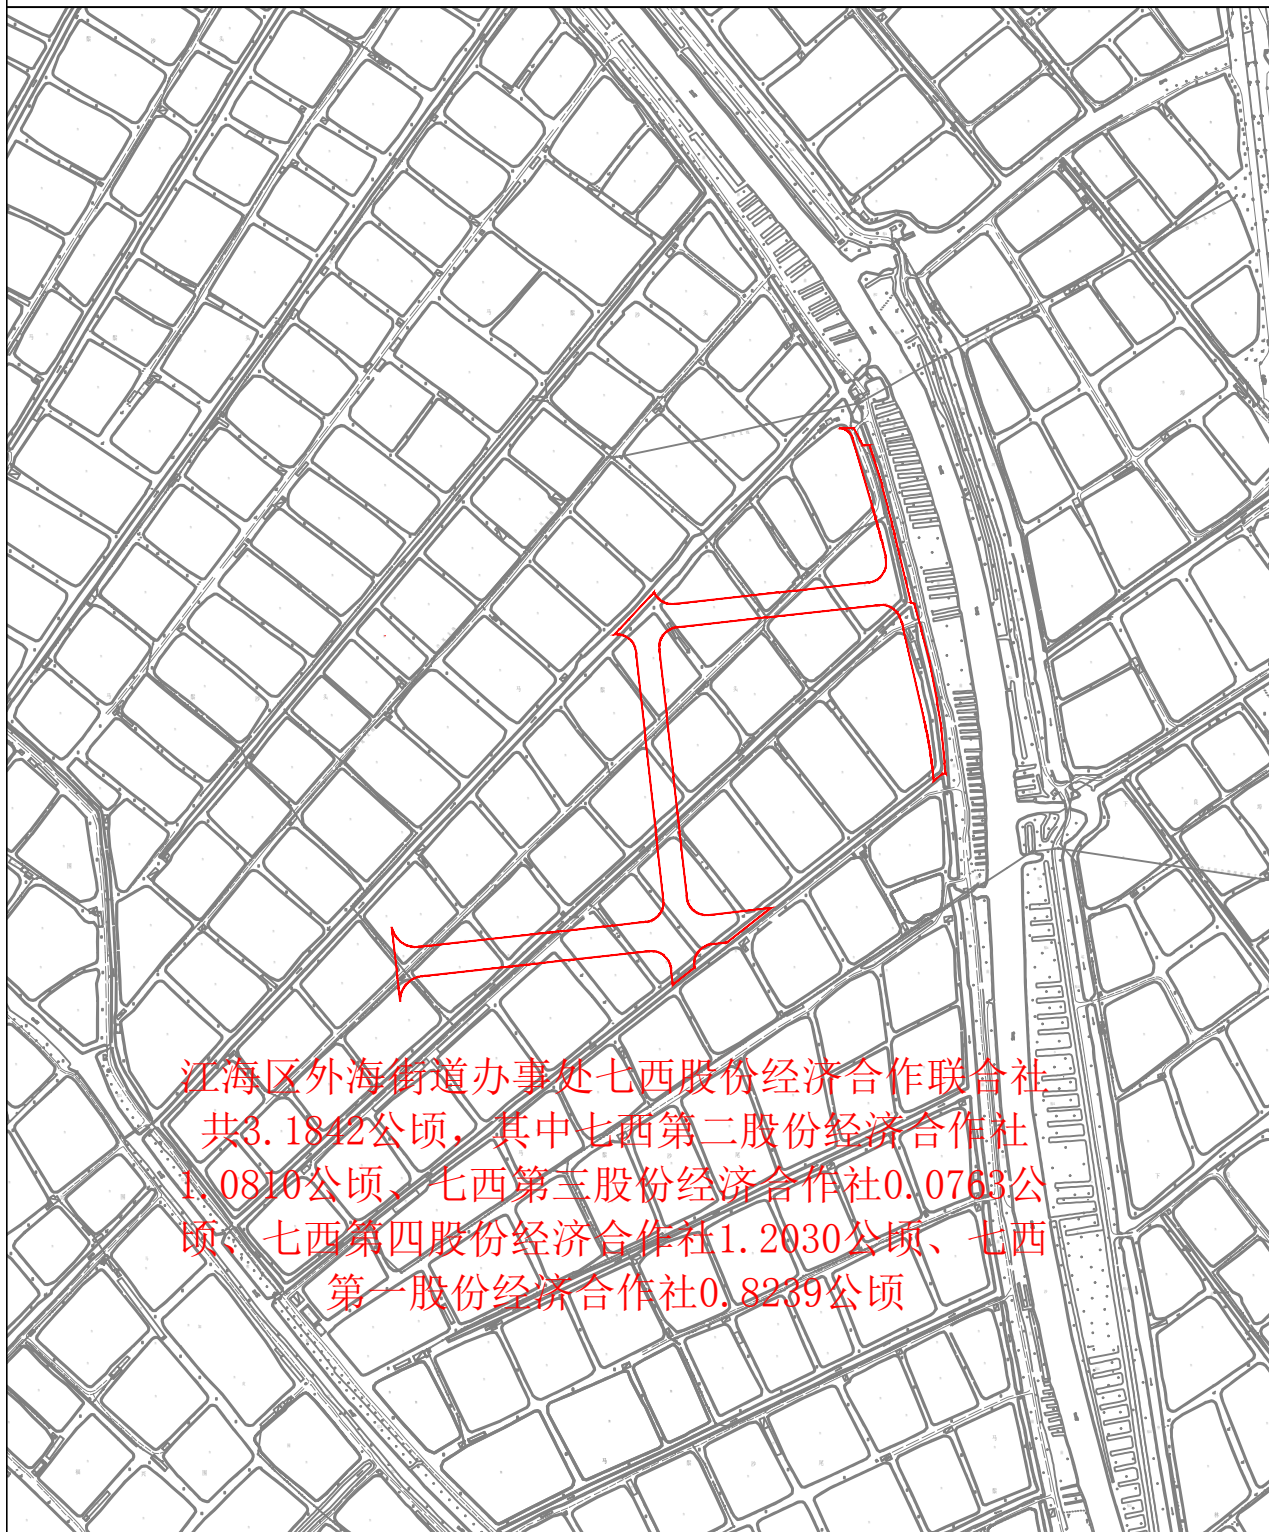 江海区外海街道办事处七西股份经济合作联合社
共3.1842公顷，其中七西第二股份经济合作社
1.0810公顷、七西第三股份经济合作社0.0763公
顷、七西第四股份经济合作社1.2030公顷、七西
第一股份经济合作社0.8239公顷